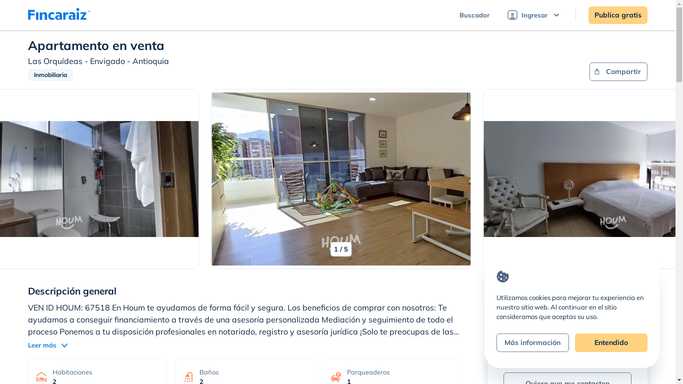 Fincaraiz
Buscador
Ingresar
Publica gratis
Apartamento en venta
Las Orquídeas - Envigado - Antioquia
Inmobiliaria
Compartir
HOUM
HOUM
HOUM
1 / 5
Descripción general
VEN ID HOUM: 67518 En Houm te ayudamos de forma fácil y segura. Los beneficios de comprar con nosotros: Te
ayudamos a conseguir financiamiento a través de una asesoría personalizada Mediación y seguimiento de todo el
proceso Ponemos a tu disposición profesionales en notariado, registro y asesoría jurídica ¡Solo te preocupas de las...
Leer más
Habitaciones
2
Baños
2
Parqueaderos
1
Utilizamos cookies para mejorar tu experiencia en
nuestro sitio web. Al continuar en el sitio
consideramos que aceptas su uso.
Más información
Entendido
Quiero que me contacten